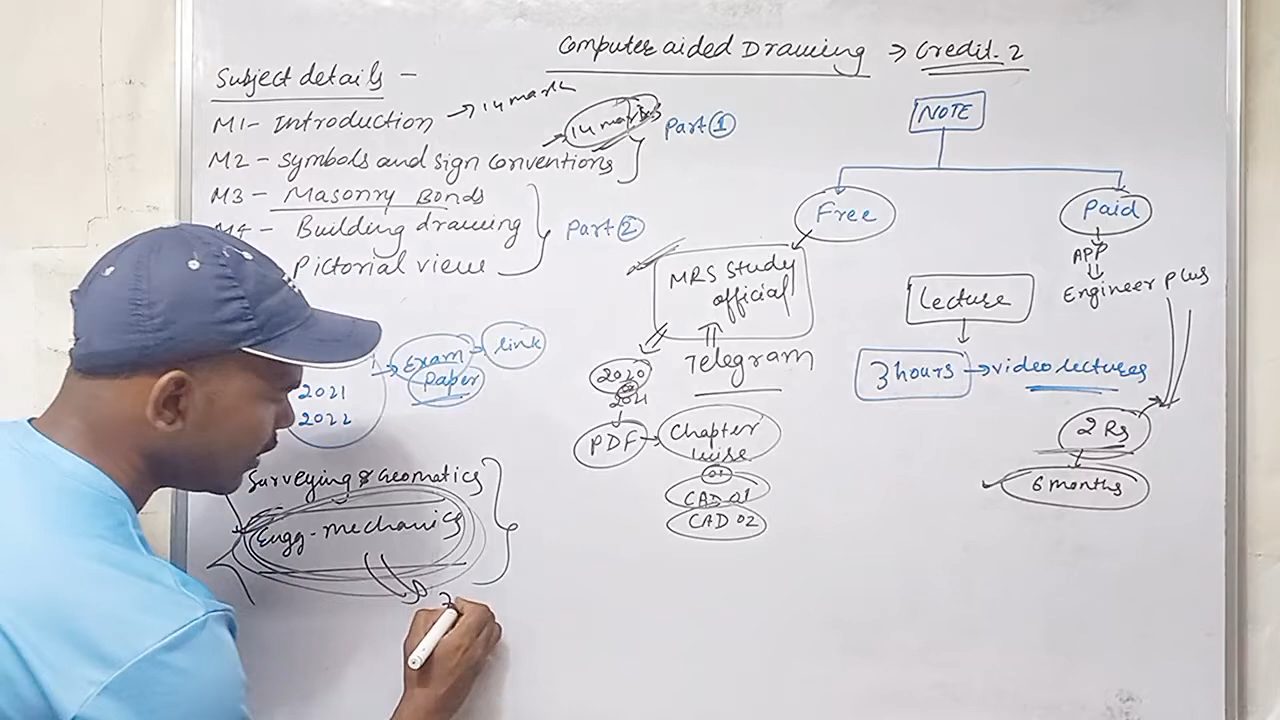 Computer aided Drawing → Credit-2
Subject details -
M1- Introduction → 14 mark
→ 14 marks
M2 - Symbols and sign conventions
Part ①
M3 - Masonry Bonds
M4 - Building drawing
Pictorial view
Part ②
→ Exam paper → link
2021
2022
Surveying & Geomatics
Engg-mechanics
NOTE
Free
Paid
MRS Study
official
Telegram
2020
2021
PDF → Chapter
wise
01
CAD 01
CAD 02
APP
Engineer plus
Lecture
3 hours → video lectures
2 Rs
6 months